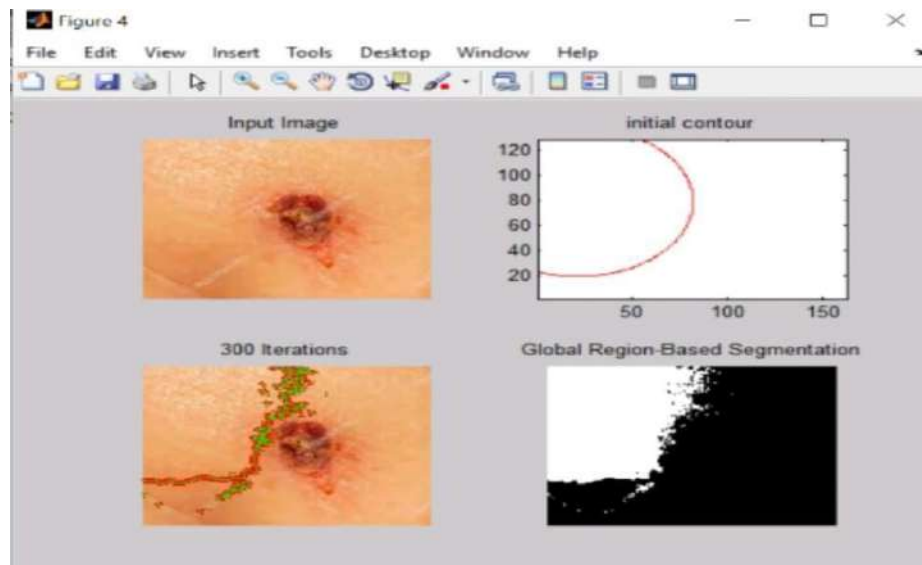 Figure 4
File Edit View Insert Tools Desktop Window Help
Input Image
initial contour
120
100
80
60
40
20
50 100 150
300 Iterations
Global Region-Based Segmentation